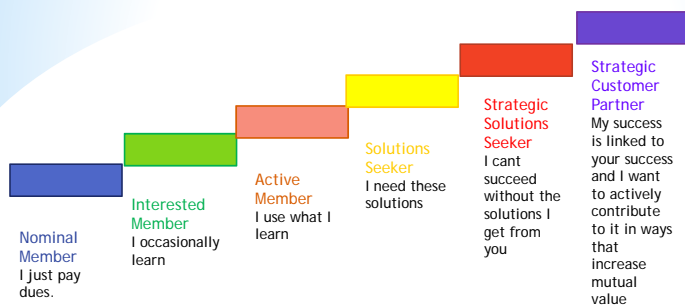 Nominal
Member
I just pay
dues.
Interested
Member
I occasionally
learn
Active
Member
I use what I
learn
Solutions
Seeker
I need these
solutions
Strategic
Solutions
Seeker
I cant
succeed
without the
solutions I
get from
you
Strategic
Customer
Partner
My success
is linked to
your success
and I want
to actively
contribute
to it in ways
that
increase
mutual
value